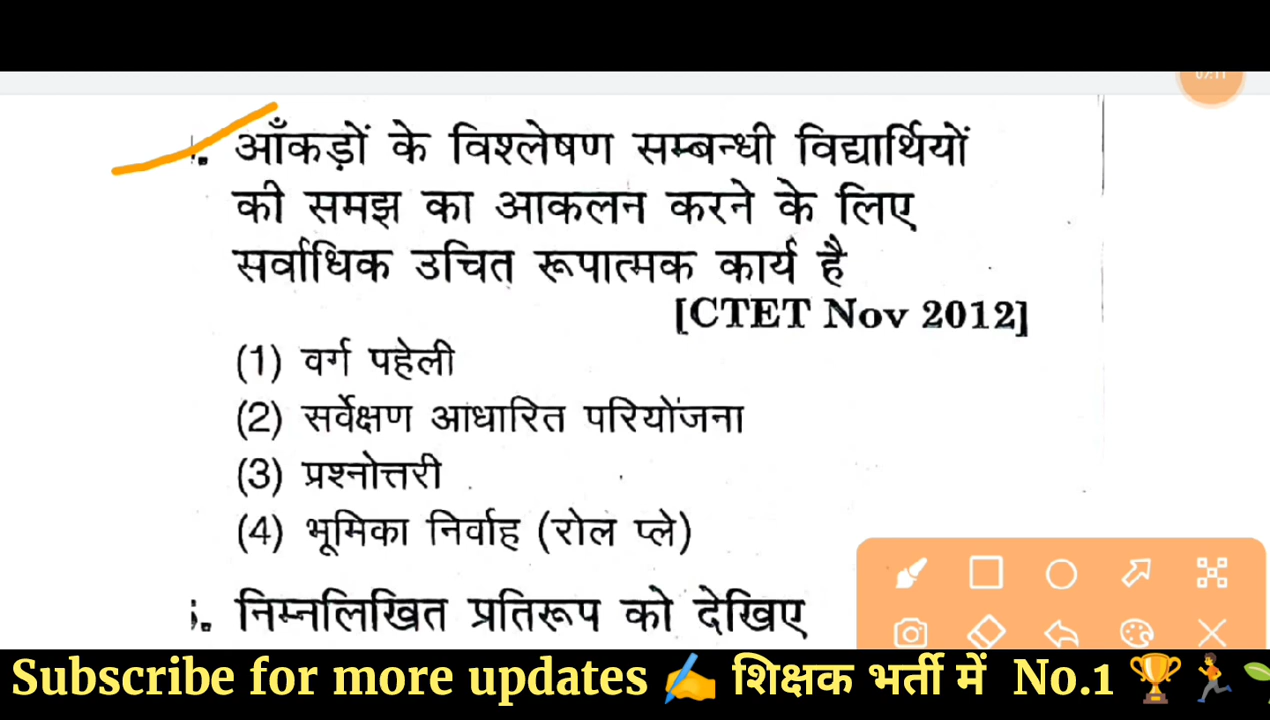 आँकड़ों के विश्लेषण सम्बन्धी विद्यार्थियों
की समझ का आकलन करने के लिए
सर्वाधिक उचित रूपात्मक कार्य है
[CTET Nov 2012]
(1) वर्ग पहेली
(2) सर्वेक्षण आधारित परियोजना
(3) प्रश्नोत्तरी
(4) भूमिका निर्वाह (रोल प्ले)
निम्नलिखित प्रतिरूप को देखिए
Subscribe for more updates ✍️ शिक्षक भर्ती में No.1 🏆🏃